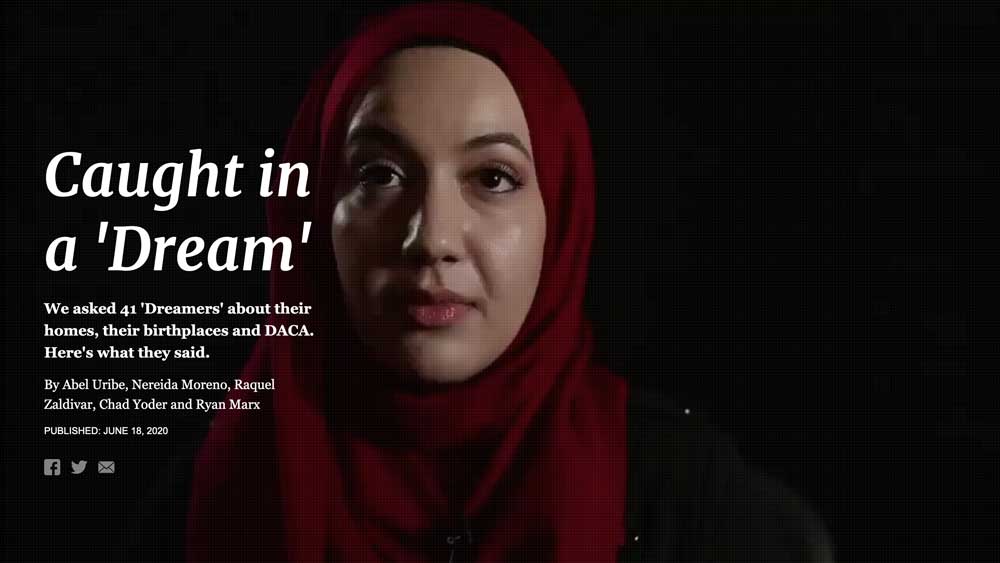 Caught in
a 'Dream'
We asked 41 'Dreamers' about their
homes, their birthplaces and DACA.
Here's what they said.
By Abel Uribe, Nereida Moreno, Raquel
Zaldivar, Chad Yoder and Ryan Marx
PUBLISHED: JUNE 18, 2020